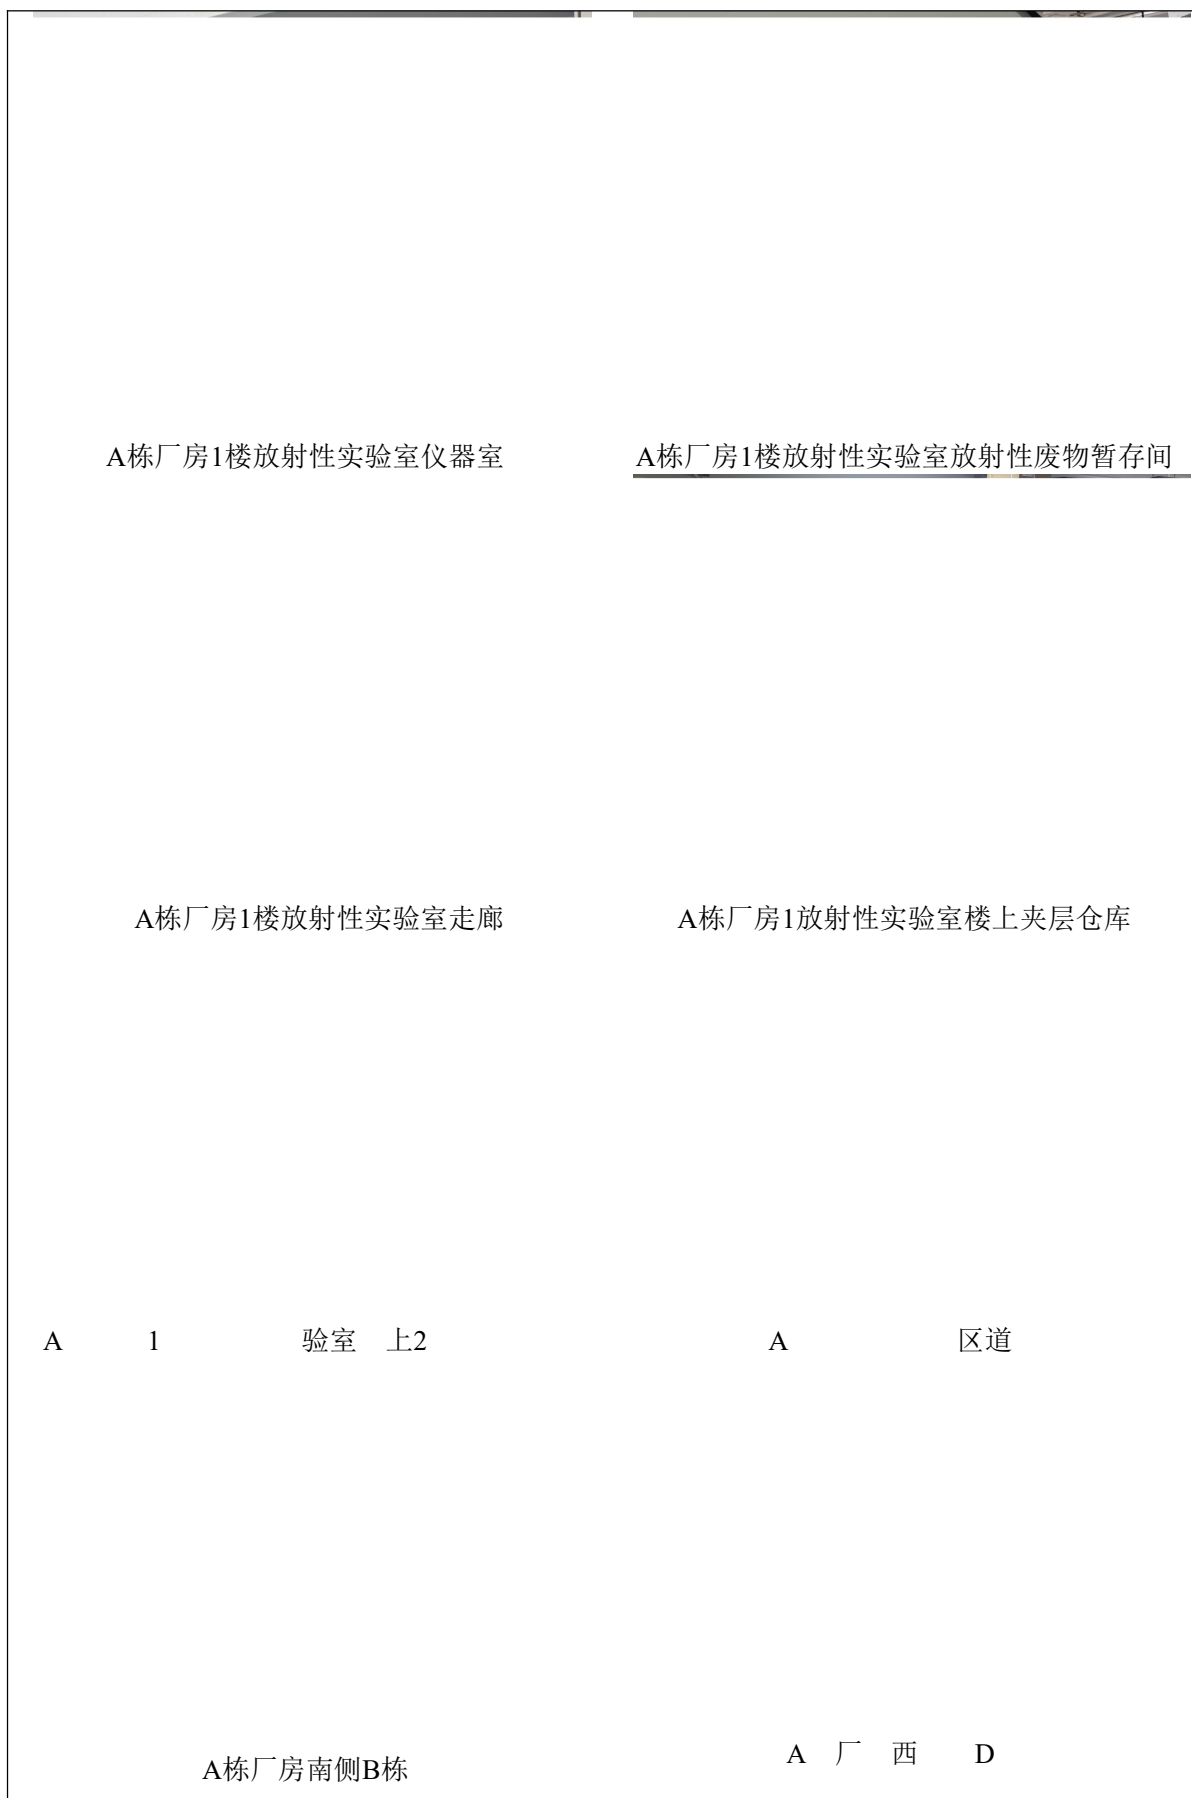 A栋厂房1楼放射性实验室仪器室
A栋厂房1楼放射性实验室放射性废物暂存间
A栋厂房1楼放射性实验室走廊
A栋厂房1放射性实验室楼上夹层仓库
A 1 验室 上2
A 区道
A栋厂房南侧B栋
A 厂 西 D